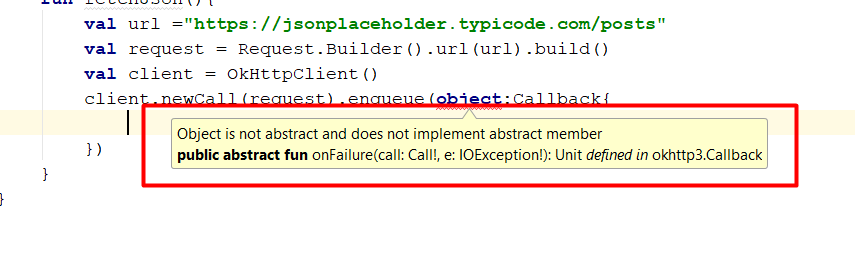 fun fetchJson(){
val url ="https://jsonplaceholder.typicode.com/posts"
val request = Request.Builder().url(url).build()
val client = OkHttpClient()
client.newCall(request).enqueue(object:Callback{
Object is not abstract and does not implement abstract member
public abstract fun onFailure(call: Call!, e: IOException!): Unit defined in okhttp3.Callback
})
}
}